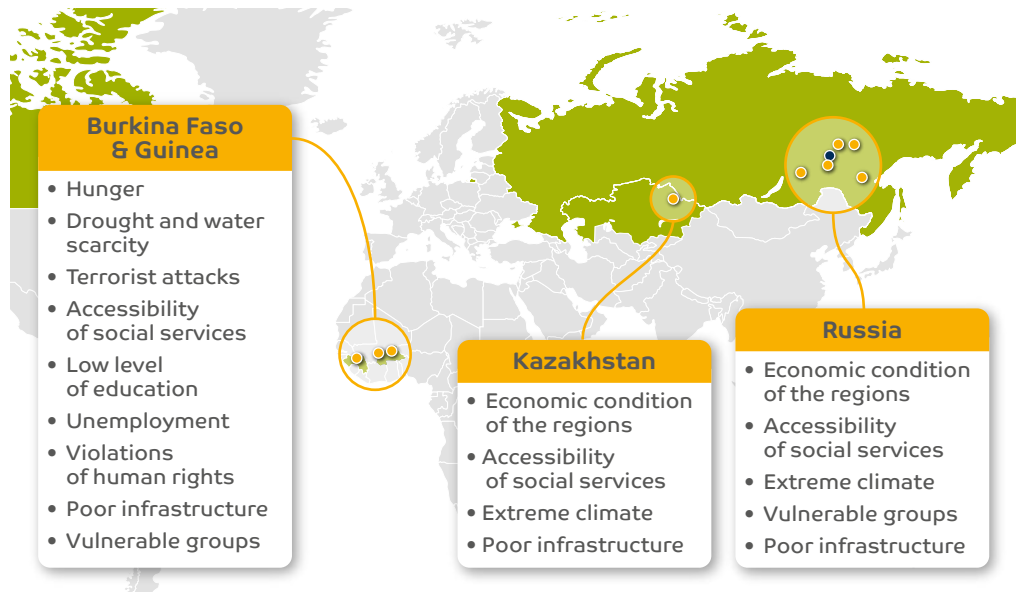 Burkina Faso
& Guinea
• Hunger
• Drought and water
scarcity
• Terrorist attacks
• Accessibility
of social services
• Low level
of education
• Unemployment
• Violations
of human rights
• Poor infrastructure
• Vulnerable groups
Kazakhstan
• Economic condition
of the regions
• Accessibility
of social services
• Extreme climate
• Poor infrastructure
Russia
• Economic condition
of the regions
• Accessibility
of social services
• Extreme climate
• Vulnerable groups
• Poor infrastructure